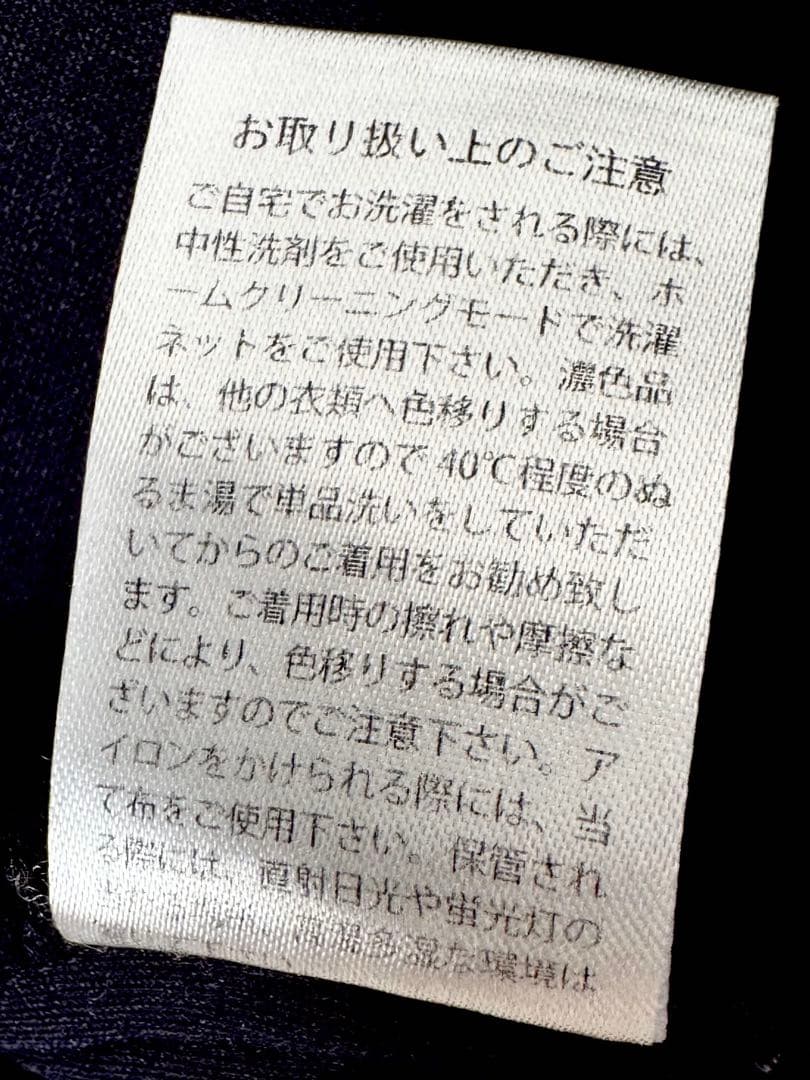 お取り扱い上のご注意
ご自宅でお洗濯をされる際には、
中性洗剤をご使用いただき、ホ
ームクリーニングモードで洗濯
ネットをご使用下さい。濃色品
は、他の衣類へ色移りする場合
がございますので40℃程度のぬ
るま湯で単品洗いをしていただ
いてからのご着用をお勧め致し
ます。ご着用時の擦れや摩擦な
どにより、色移りする場合がご
ざいますのでご注意下さい。ア
イロンをかけられる際には、当
て布をご使用下さい。保管され
る際には、直射日光や蛍光灯の
高温多湿な環境は